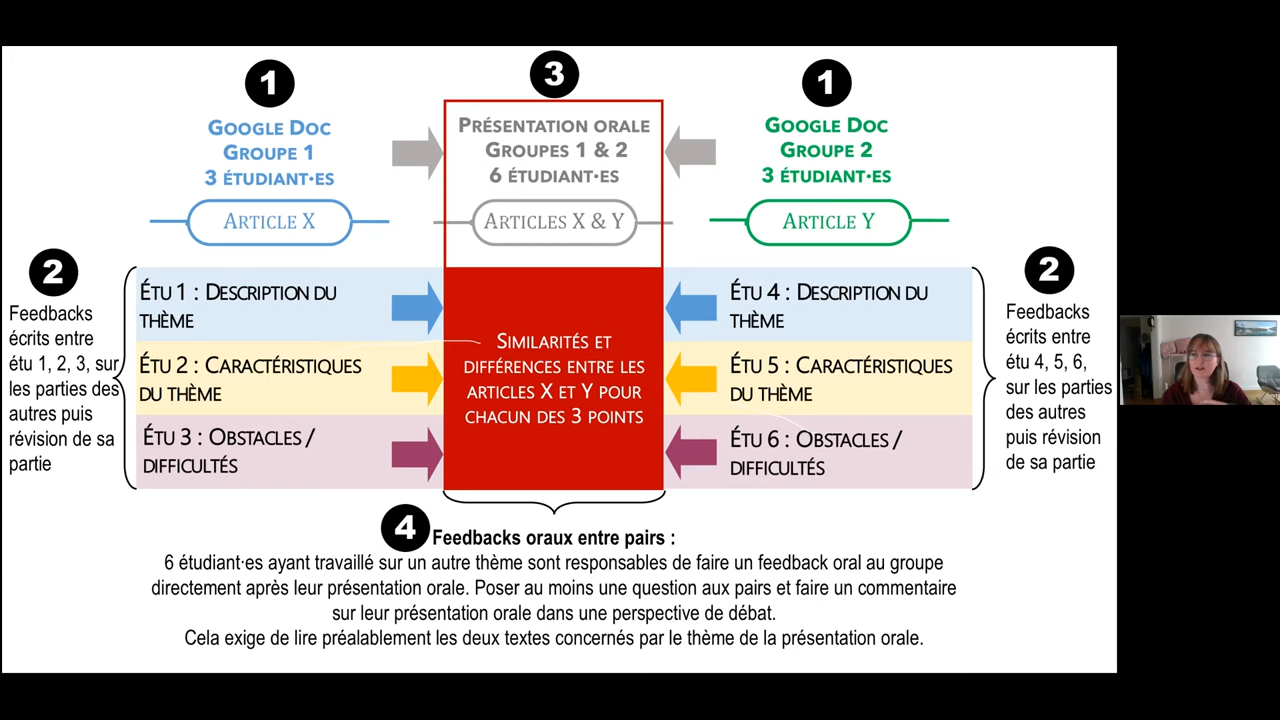 1
GOOGLE DOC
GROUPE 1
3 ÉTUDIANT·ES
ARTICLE X
3
PRÉSENTATION ORALE
GROUPES 1 & 2
6 ÉTUDIANT·ES
ARTICLES X & Y
1
GOOGLE DOC
GROUPE 2
3 ÉTUDIANT·ES
ARTICLE Y
2
Feedbacks
écrits entre
étu 1, 2, 3, sur
les parties des
autres puis
révision de sa
partie
ÉTU 1 : DESCRIPTION DU
THÈME
ÉTU 2 : CARACTÉRISTIQUES
DU THÈME
ÉTU 3 : OBSTACLES /
DIFFICULTÉS
SIMILARITÉS ET
DIFFÉRENCES ENTRE LES
ARTICLES X ET Y POUR
CHACUN DES 3 POINTS
ÉTU 4 : DESCRIPTION DU
THÈME
ÉTU 5 : CARACTÉRISTIQUES
DU THÈME
ÉTU 6 : OBSTACLES /
DIFFICULTÉS
2
Feedbacks
écrits entre
étu 4, 5, 6,
sur les parties
des autres
puis révision
de sa partie
4
Feedbacks oraux entre pairs :
6 étudiant·es ayant travaillé sur un autre thème sont responsables de faire un feedback oral au groupe
directement après leur présentation orale. Poser au moins une question aux pairs et faire un commentaire
sur leur présentation orale dans une perspective de débat.
Cela exige de lire préalablement les deux textes concernés par le thème de la présentation orale.